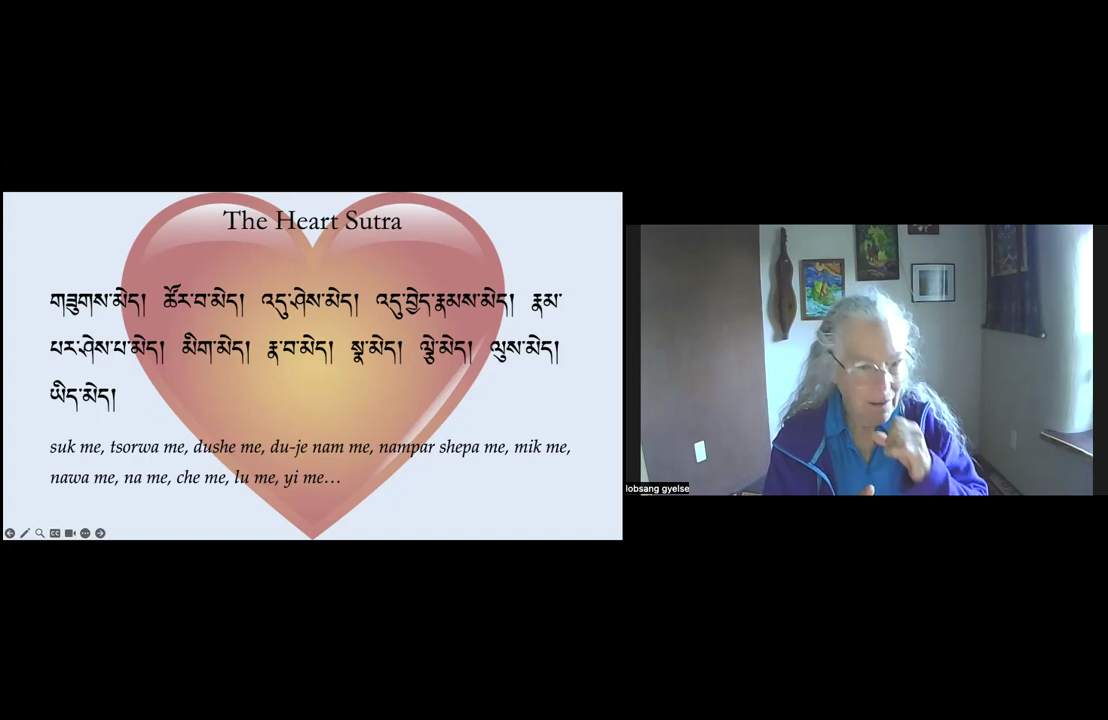 The Heart Sutra
གཟུགས་མེད། ཚོར་བ་མེད། འདུ་ཤེས་མེད། འདུ་བྱེད་རྣམས་མེད། རྣམ་
པར་ཤེས་པ་མེད། མིག་མེད། རྣ་བ་མེད། སྣ་མེད། ལྕེ་མེད། ལུས་མེད།
ཡིད་མེད།
suk me, tsorwa me, dushe me, du-je nam me, nampar shepa me, mik me,
nawa me, na me, che me, lu me, yi me…
lobsang gyelse